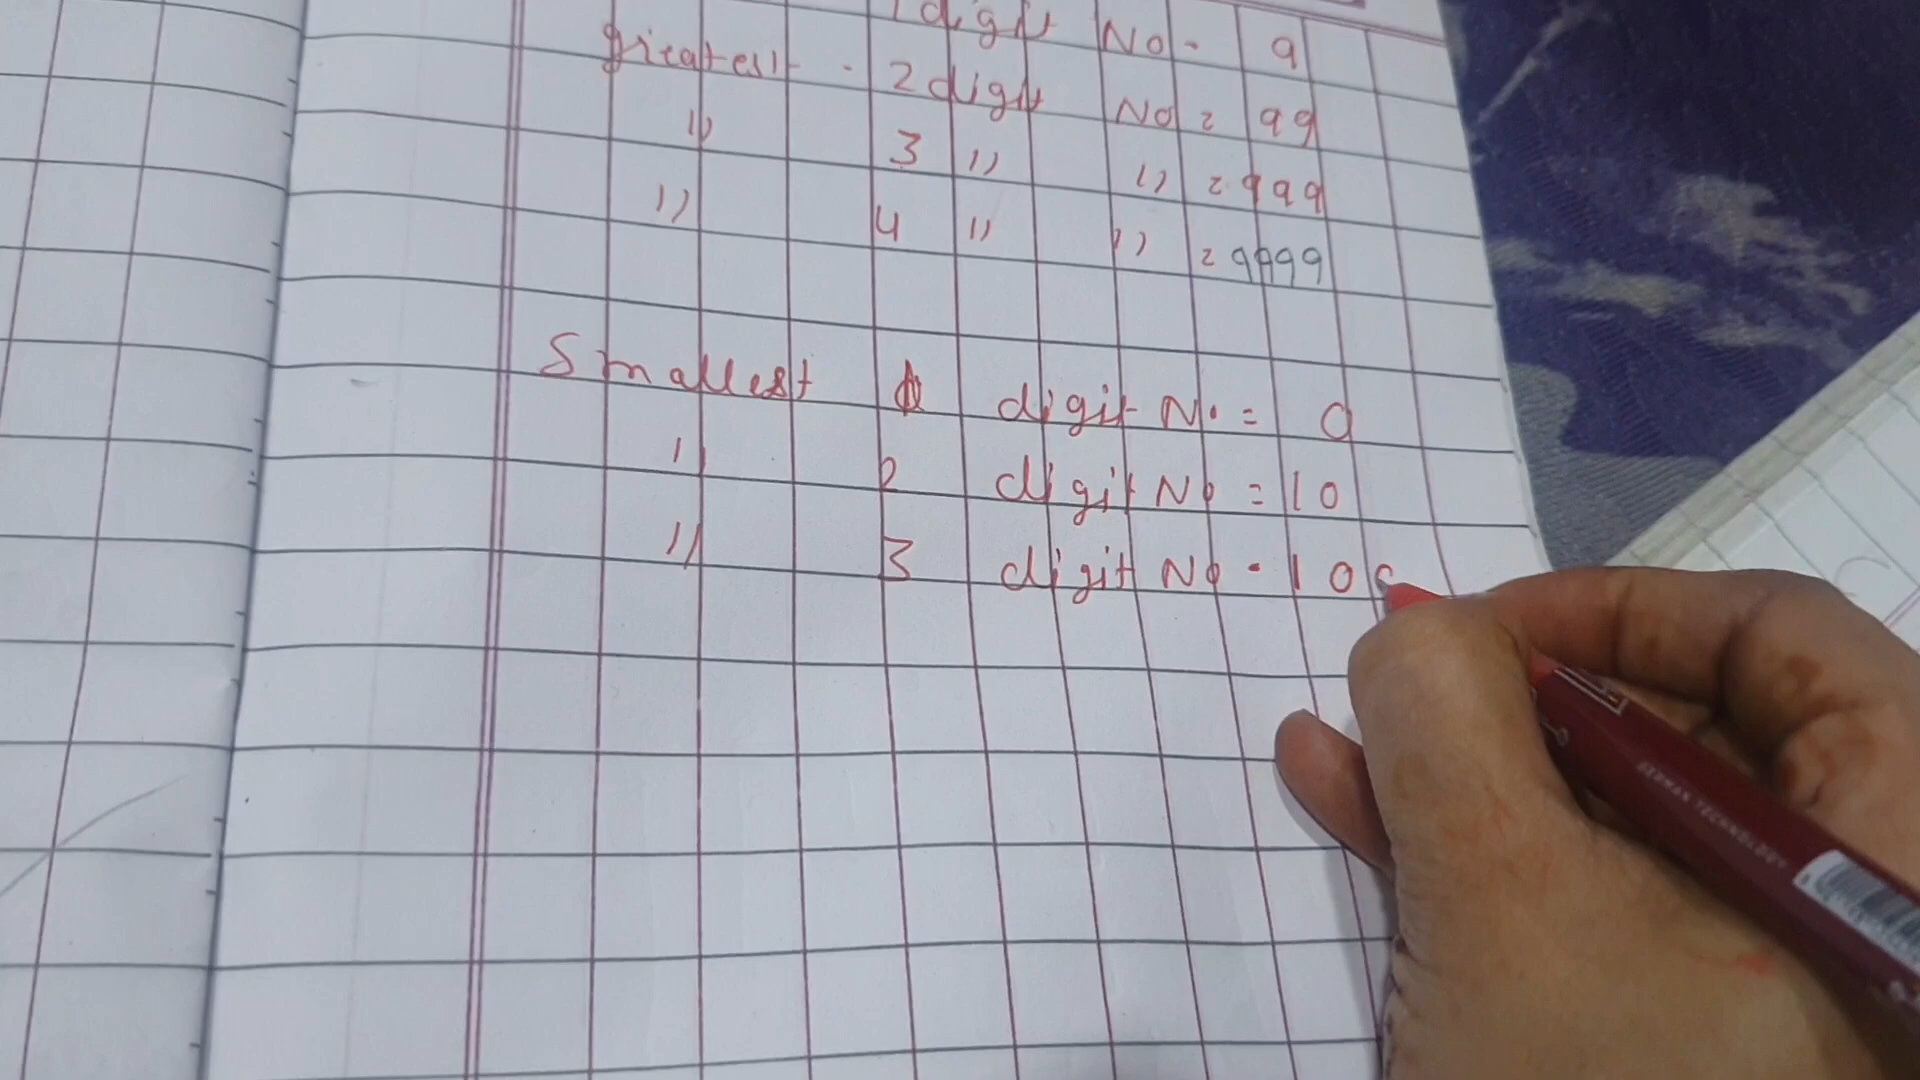 1 digit No - 9
greatest - 2 digit No = 99
" 3 " " = 999
" 4 " " = 9999
Smallest 1 digit No. = 0
" 2 digit No = 10
" 3 digit No - 100